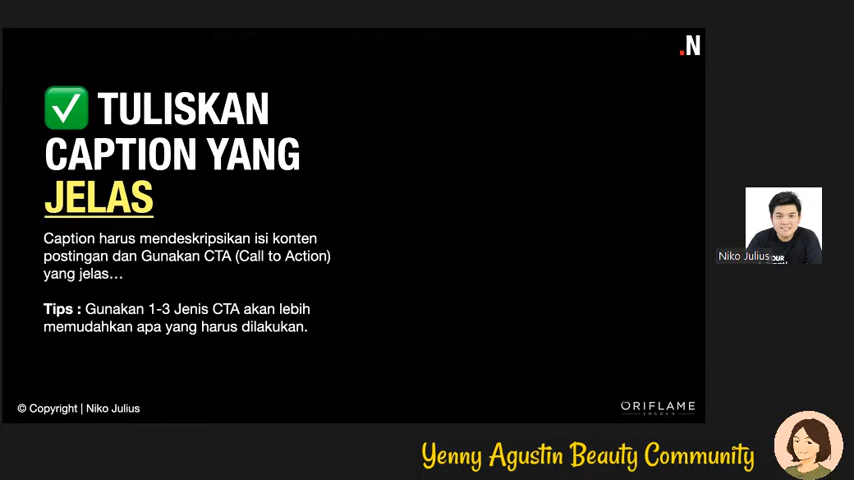 .N
✅ TULISKAN
CAPTION YANG
JELAS
Caption harus mendeskripsikan isi konten
postingan dan Gunakan CTA (Call to Action)
yang jelas…
Tips : Gunakan 1-3 Jenis CTA akan lebih
memudahkan apa yang harus dilakukan.
Niko Julius
© Copyright | Niko Julius
ORIFLAME
SWEDEN
Yenny Agustin Beauty Community